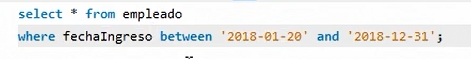 select * from empleado
where fechaIngreso between '2018-01-20' and '2018-12-31';